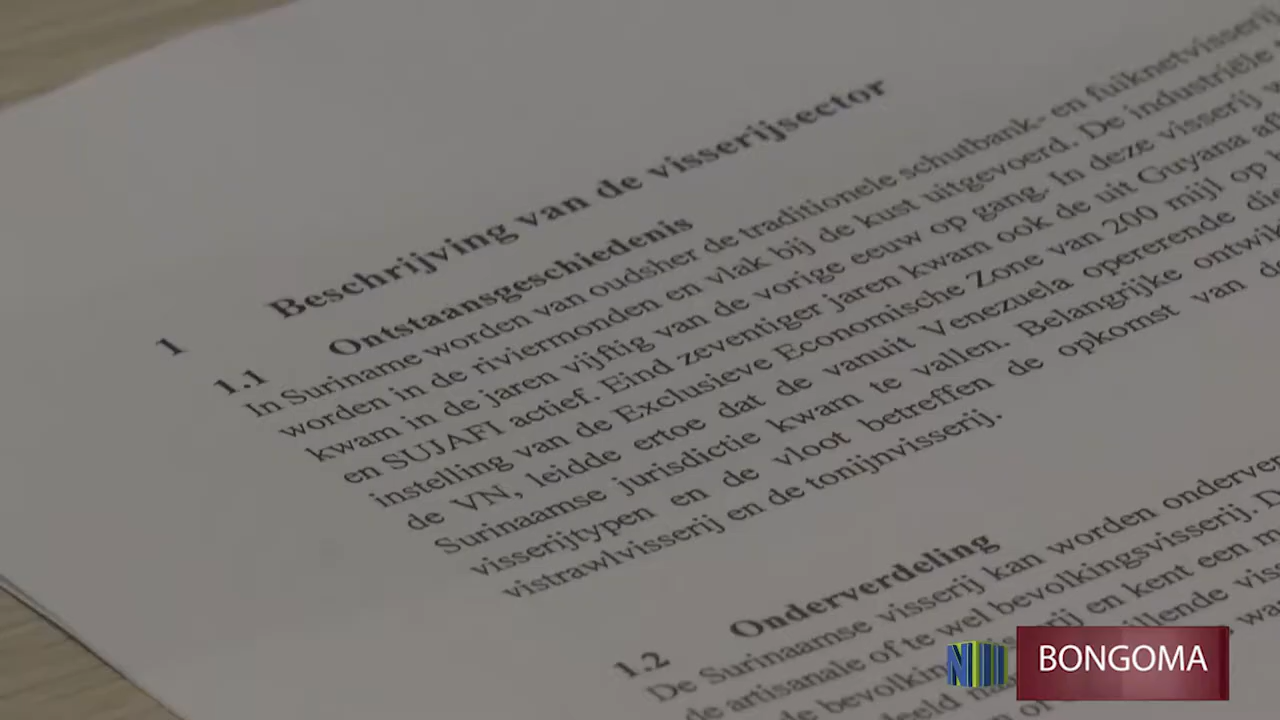 1 Beschrijving van de visserijsector
1.1 Ontstaansgeschiedenis
In Suriname worden van oudsher de traditionele schutbank- en fuiknetvisserij
worden in de riviermonden en vlak bij de kust uitgevoerd. De industriële
kwam in de jaren vijftig van de vorige eeuw op gang. In deze visserij
en SUJAFI actief. Eind zeventiger jaren kwam ook de uit Guyana
instelling van de Exclusieve Economische Zone van 200 mijl op
de VN, leidde ertoe dat de vanuit Venezuela opererende
Surinaamse jurisdictie kwam te vallen. Belangrijke
visserijtypen en de vloot betreffen de opkomst van
vistrawlvisserij en de tonijnvisserij.
1.2 Onderverdeling
De Surinaamse visserij kan worden
de artisanale of te wel bevolkingsvisserij.
en kent een
BONGOMA